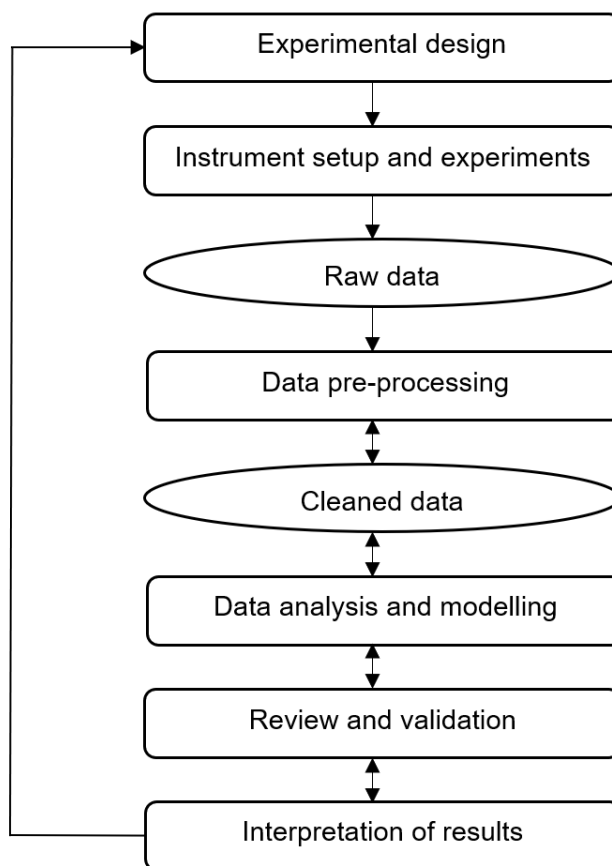 Experimental design
Instrument setup and experiments
Raw data
Data pre-processing
Cleaned data
Data analysis and modelling
Review and validation
Interpretation of results